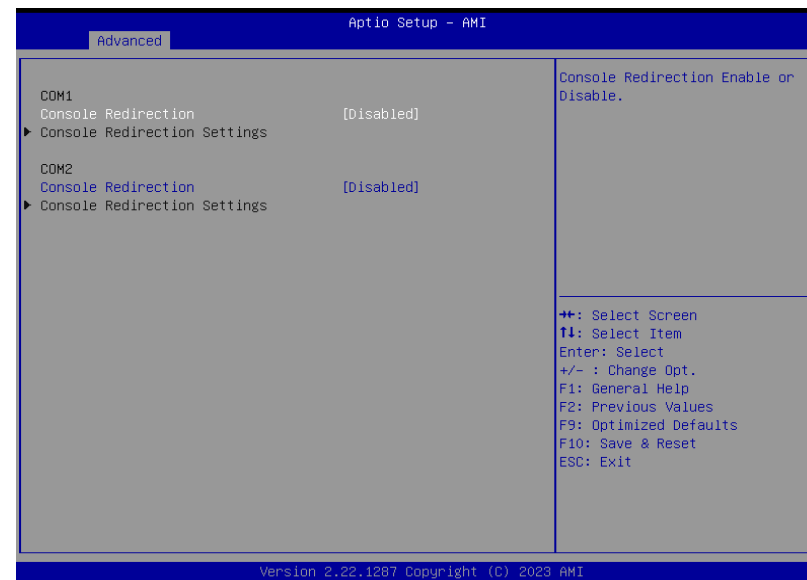 Aptio Setup – AMI
Advanced
COM1
Console Redirection [Disabled]
▶ Console Redirection Settings
COM2
Console Redirection [Disabled]
▶ Console Redirection Settings
Console Redirection Enable or
Disable.
→←: Select Screen
↑↓: Select Item
Enter: Select
+/- : Change Opt.
F1: General Help
F2: Previous Values
F9: Optimized Defaults
F10: Save & Reset
ESC: Exit
Version 2.22.1287 Copyright (C) 2023 AMI